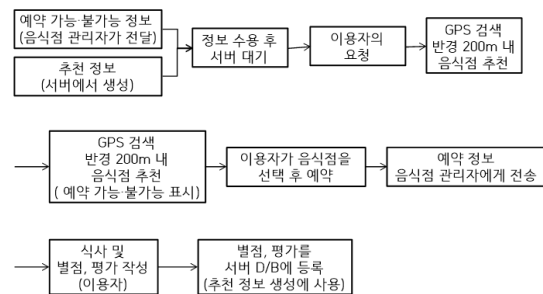 예약 가능·불가능 정보
(음식점 관리자가 전달)
추천 정보
(서버에서 생성)
정보 수용 후
서버 대기
이용자의
요청
GPS 검색
반경 200m 내
음식점 추천
GPS 검색
반경 200m 내
음식점 추천
( 예약 가능·불가능 표시)
이용자가 음식점을
선택 후 예약
예약 정보
음식점 관리자에게 전송
식사 및
별점, 평가 작성
(이용자)
별점, 평가를
서버 D/B에 등록
(추천 정보 생성에 사용)